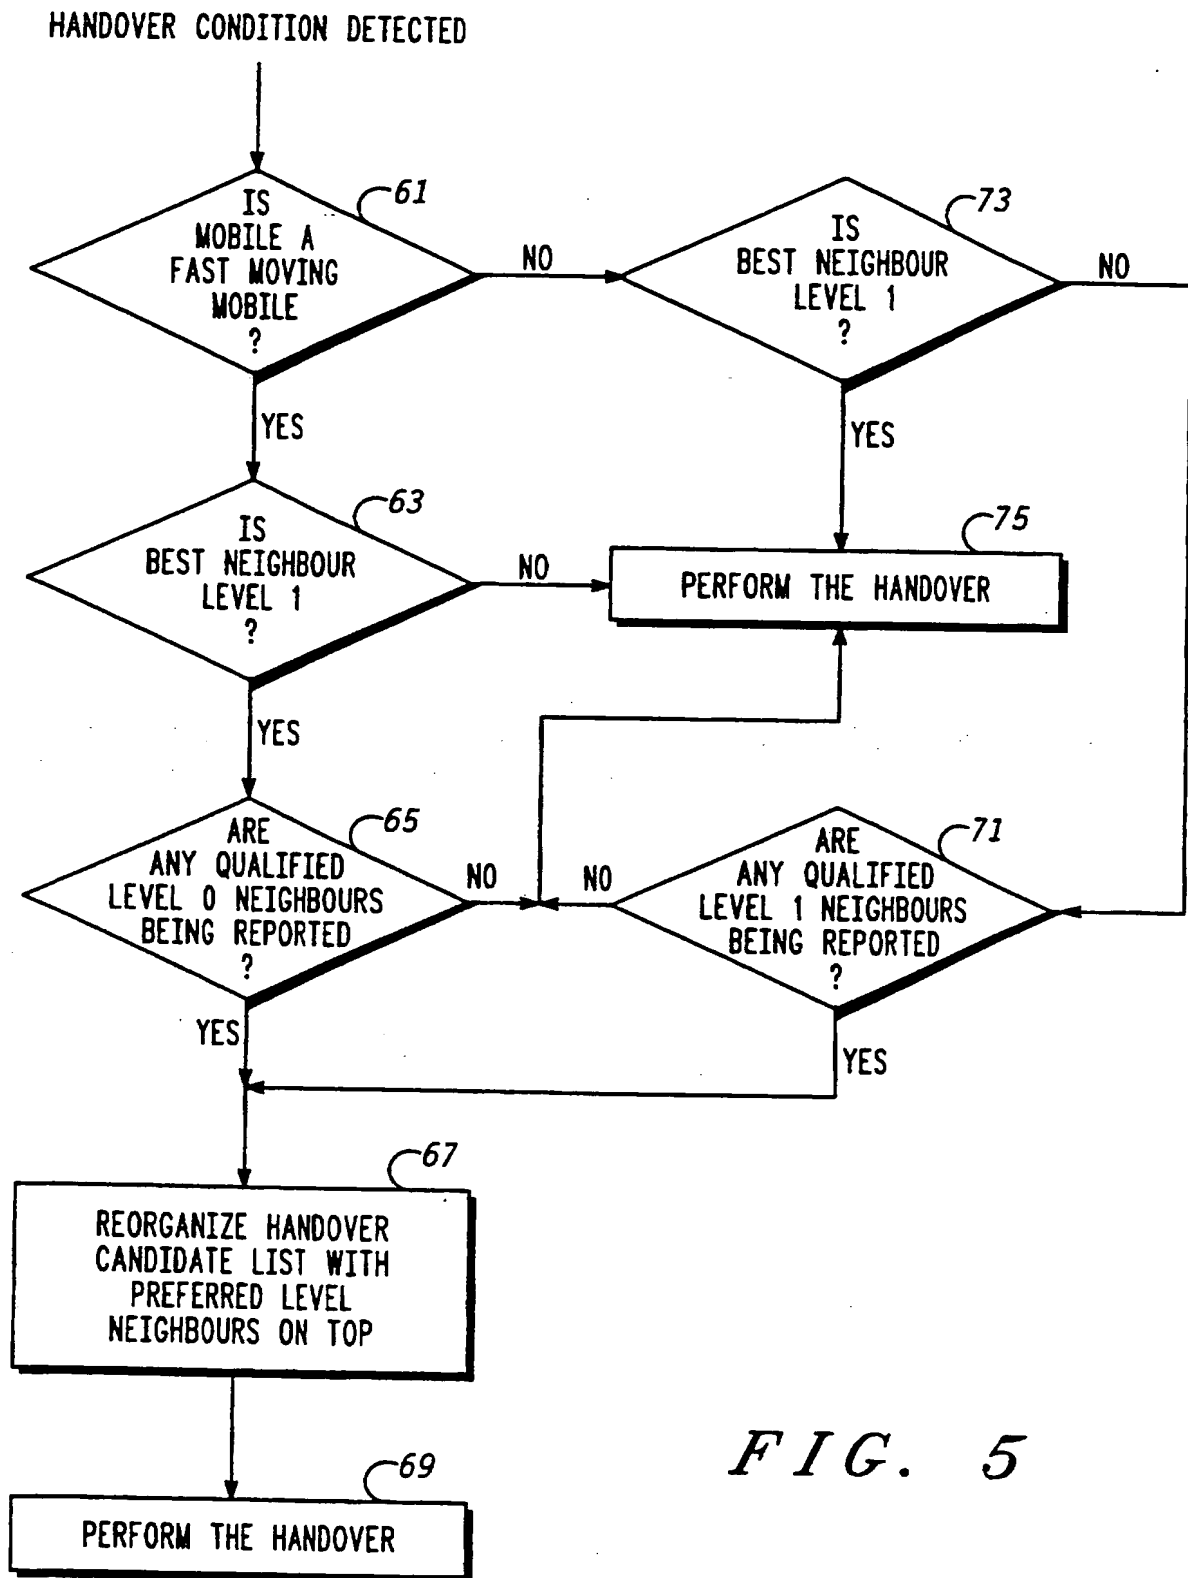 HANDOVER CONDITION DETECTED
61
IS
MOBILE A
FAST MOVING
MOBILE
?
NO
YES
73
IS
BEST NEIGHBOUR
LEVEL 1
?
NO
YES
63
IS
BEST NEIGHBOUR
LEVEL 1
?
NO
YES
75
PERFORM THE HANDOVER
65
ARE
ANY QUALIFIED
LEVEL 0 NEIGHBOURS
BEING REPORTED
?
NO
YES
71
ARE
ANY QUALIFIED
LEVEL 1 NEIGHBOURS
BEING REPORTED
?
NO
YES
67
REORGANIZE HANDOVER
CANDIDATE LIST WITH
PREFERRED LEVEL
NEIGHBOURS ON TOP
69
PERFORM THE HANDOVER
FIG. 5